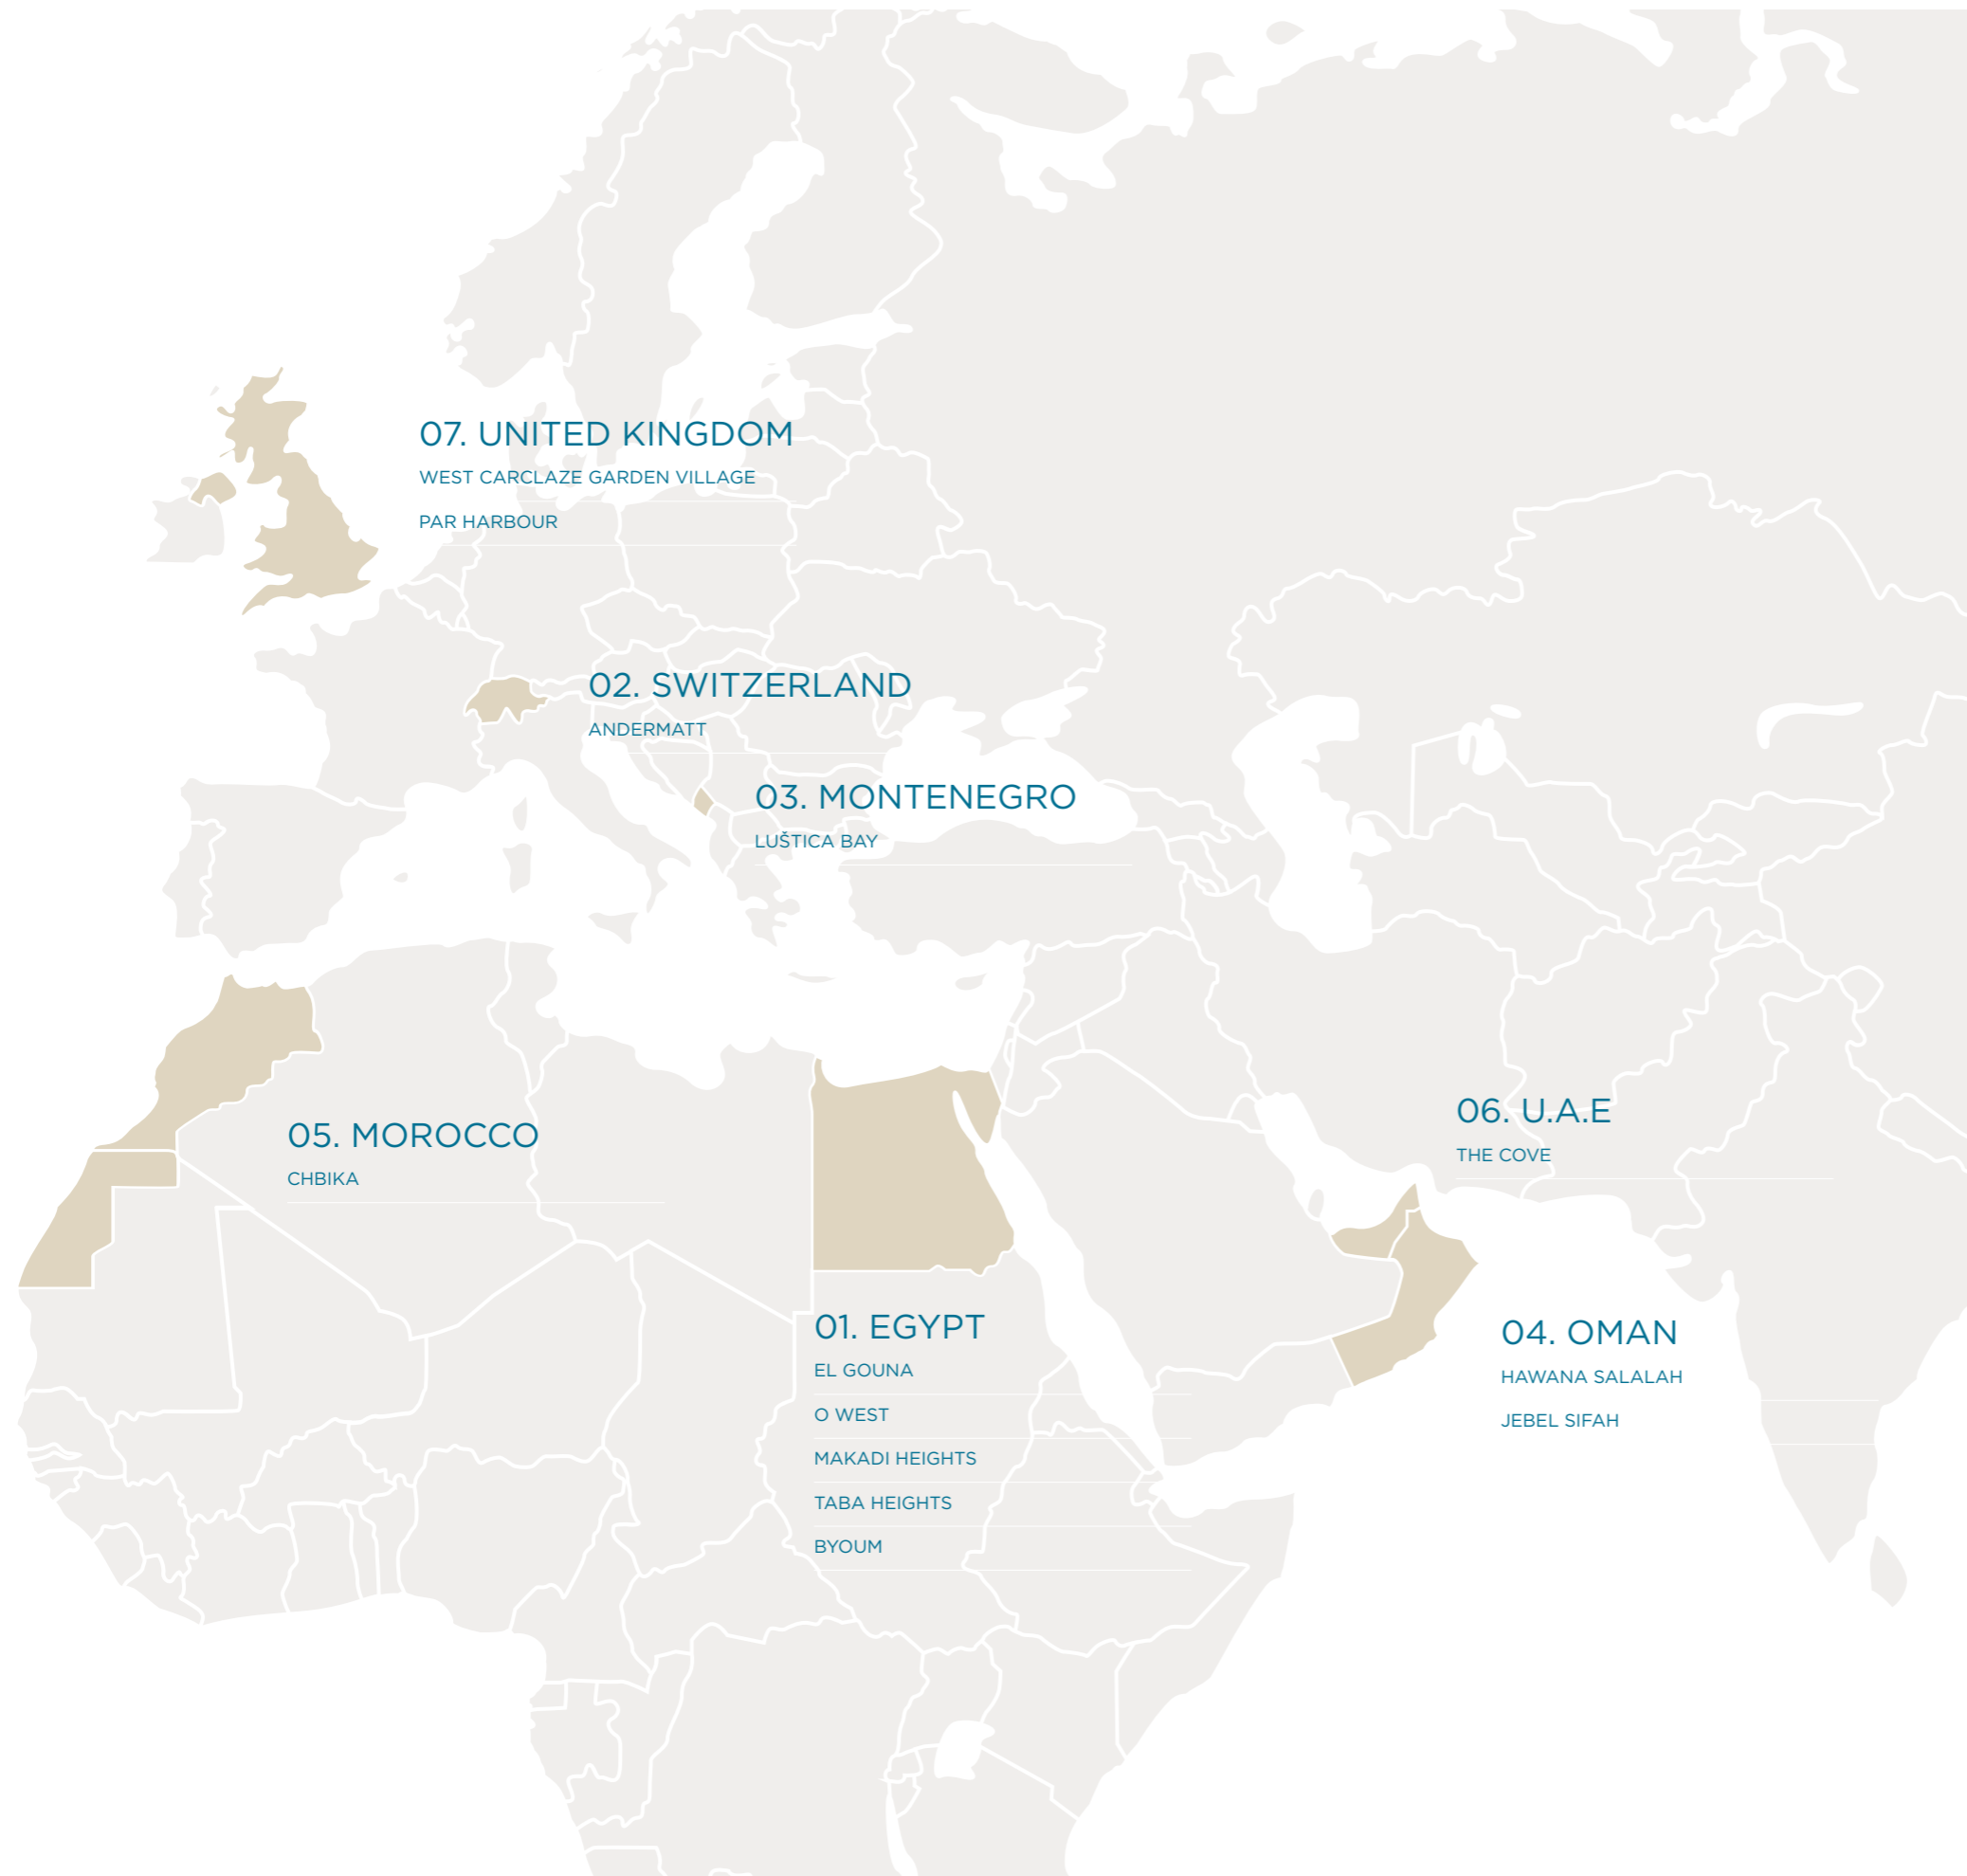 07. UNITED KINGDOM
WEST CARCLAZE GARDEN VILLAGE
PAR HARBOUR
02. SWITZERLAND
ANDERMATT
03. MONTENEGRO
LUŠTICA BAY
05. MOROCCO
CHBIKA
06. U.A.E
THE COVE
01. EGYPT
EL GOUNA
O WEST
MAKADI HEIGHTS
TABA HEIGHTS
BYOUM
04. OMAN
HAWANA SALALAH
JEBEL SIFAH